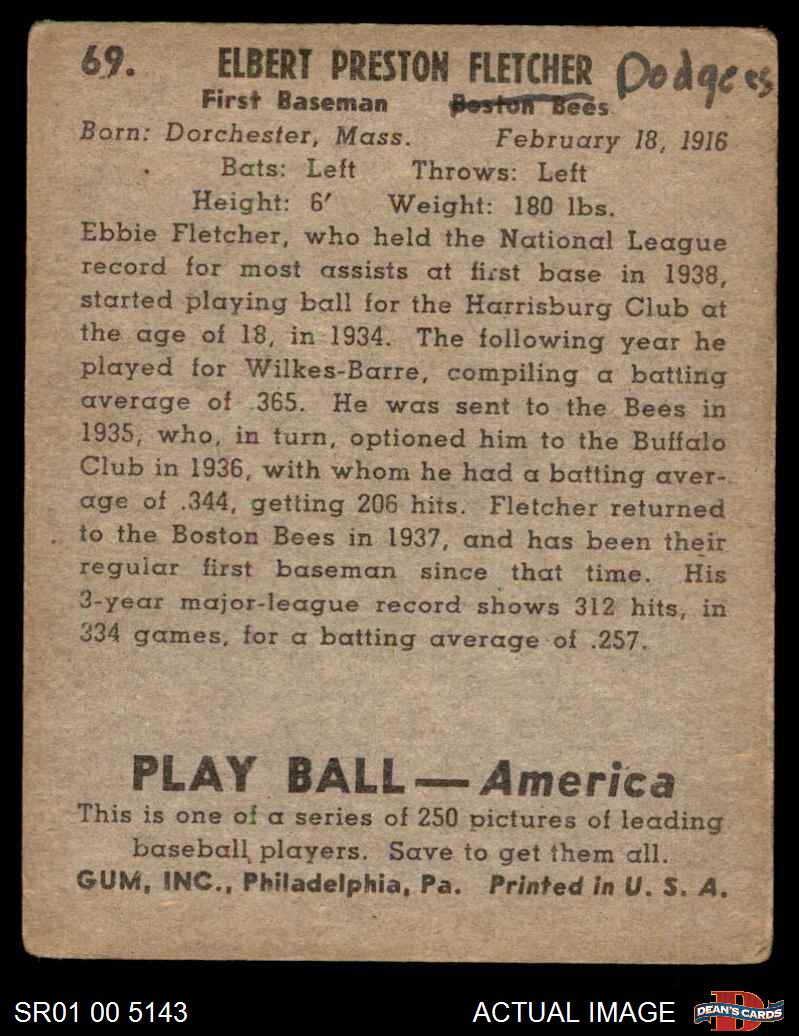 69. ELBERT PRESTON FLETCHER Dodgers
First Baseman Boston Bees
Born: Dorchester, Mass. February 18, 1916
Bats: Left Throws: Left
Height: 6′ Weight: 180 lbs.
Ebbie Fletcher, who held the National League
record for most assists at first base in 1938,
started playing ball for the Harrisburg Club at
the age of 18, in 1934. The following year he
played for Wilkes-Barre, compiling a batting
average of .365. He was sent to the Bees in
1935, who, in turn, optioned him to the Buffalo
Club in 1936, with whom he had a batting aver-
age of .344, getting 206 hits. Fletcher returned
to the Boston Bees in 1937, and has been their
regular first baseman since that time. His
3-year major-league record shows 312 hits, in
334 games, for a batting average of .257.
PLAY BALL—America
This is one of a series of 250 pictures of leading
baseball players. Save to get them all.
GUM, INC., Philadelphia, Pa. Printed in U. S. A.
SR01 00 5143 ACTUAL IMAGE D DEAN'S CARDS